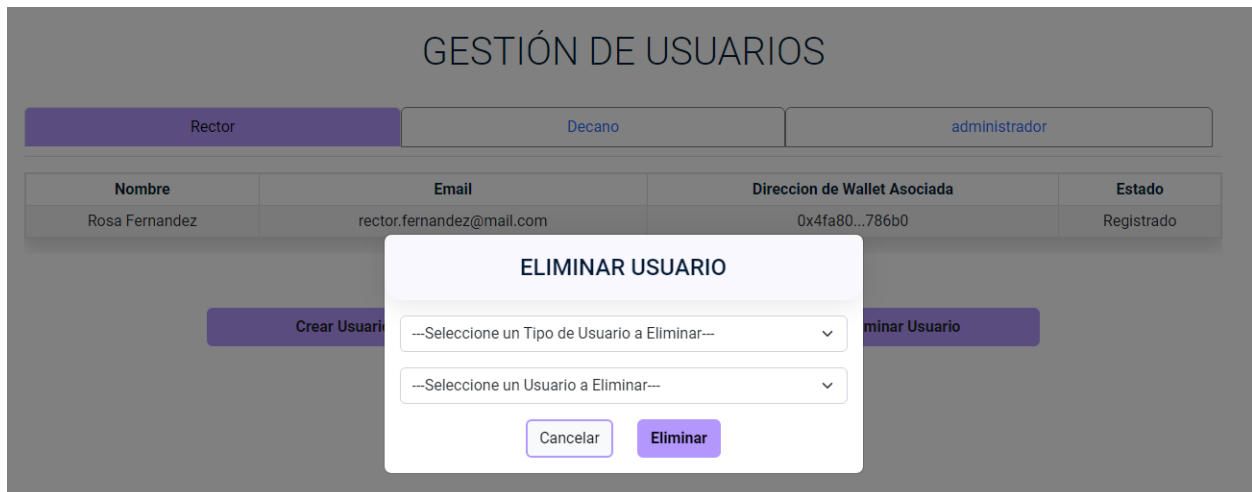 GESTIÓN DE USUARIOS
Rector Decano administrador
Nombre Email Direccion de Wallet Asociada Estado
Rosa Fernandez rector.fernandez@mail.com 0x4fa80...786b0 Registrado
ELIMINAR USUARIO
Crear Usuario minar Usuario
---Seleccione un Tipo de Usuario a Eliminar---
---Seleccione un Usuario a Eliminar---
Cancelar Eliminar